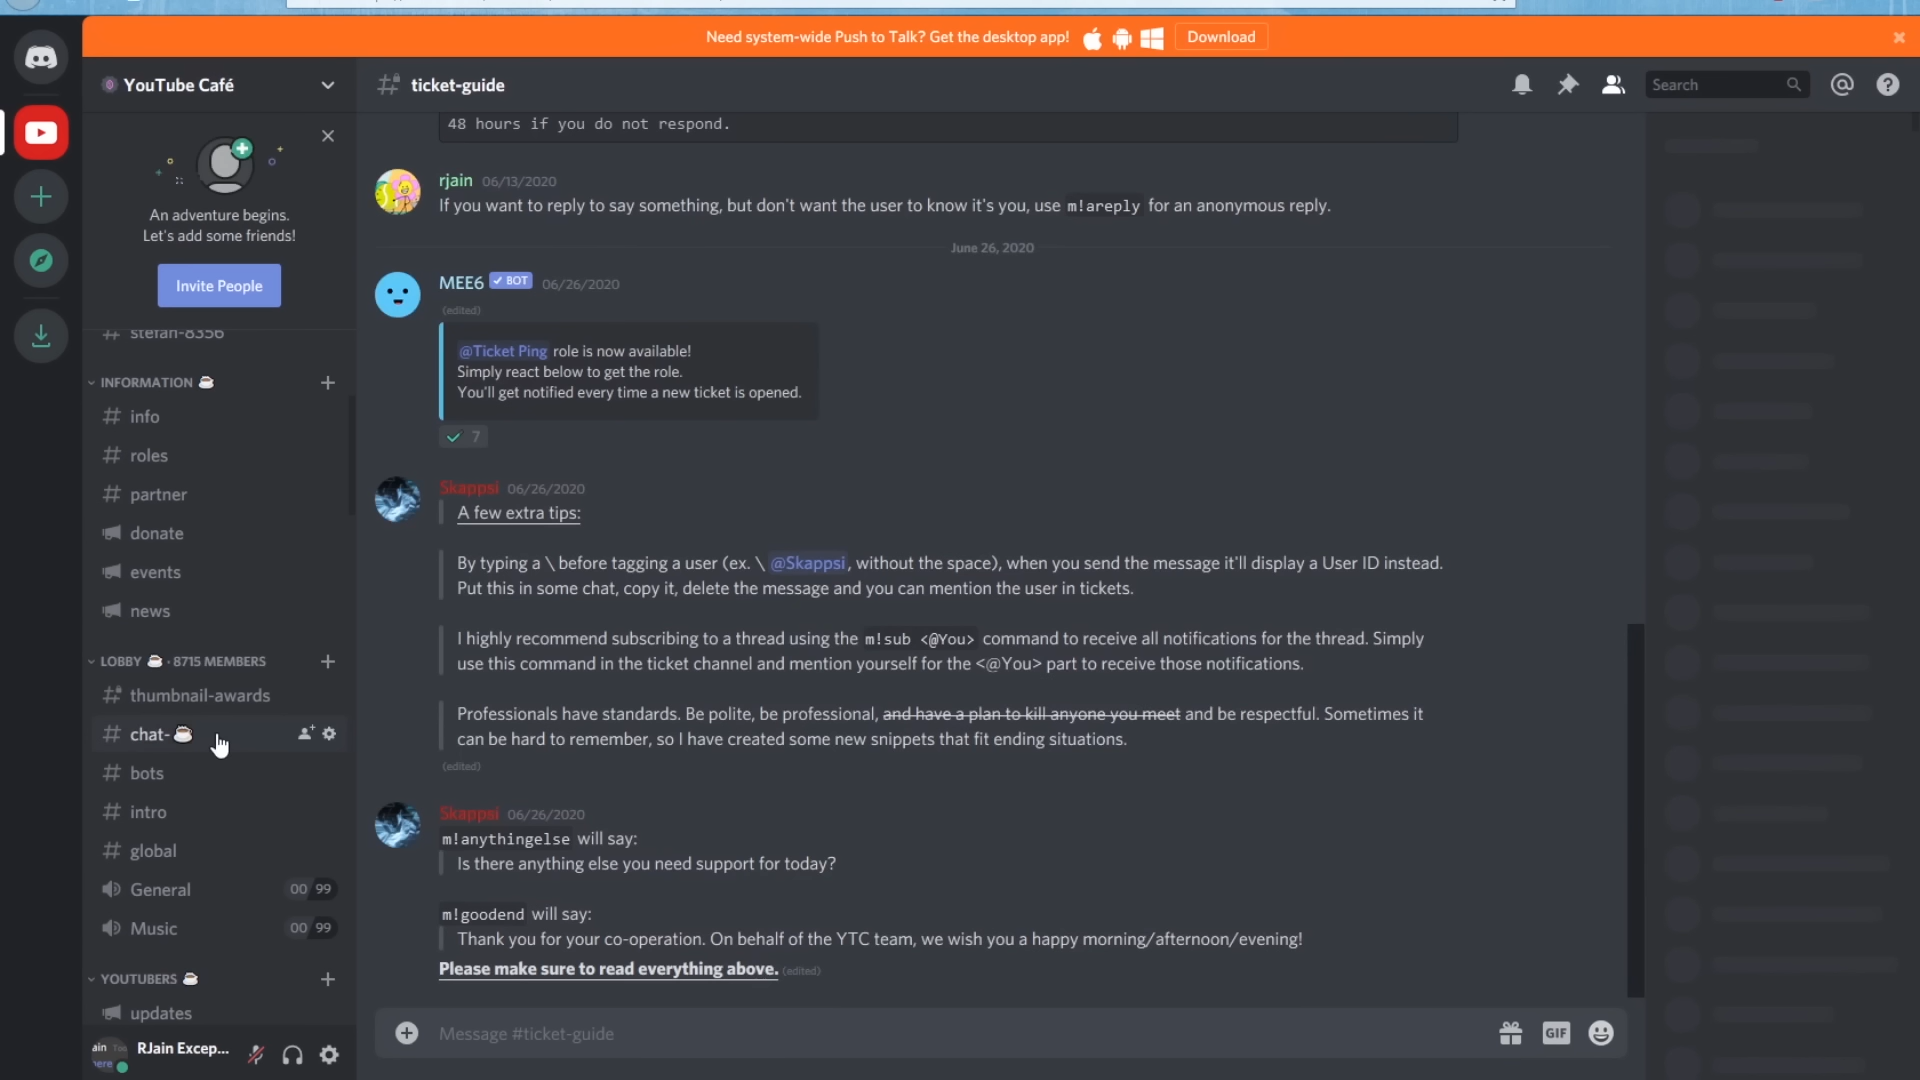 Need system-wide Push to Talk? Get the desktop app! Download
YouTube Café
ticket-guide
Search
An adventure begins.
Let's add some friends!
Invite People
stefan-8356
INFORMATION ☕
info
roles
partner
donate
events
news
LOBBY ☕ · 8715 MEMBERS
thumbnail-awards
chat-☕
bots
intro
global
General 00 99
Music 00 99
YOUTUBERS ☕
updates
RJain Excep...
48 hours if you do not respond.
rjain 06/13/2020
If you want to reply to say something, but don't want the user to know it's you, use m!areply for an anonymous reply.
June 26, 2020
MEE6 ✓ BOT 06/26/2020
(edited)
@Ticket Ping role is now available!
Simply react below to get the role.
You'll get notified every time a new ticket is opened.
7
Skappsi 06/26/2020
A few extra tips:
By typing a \ before tagging a user (ex. \ @Skappsi, without the space), when you send the message it'll display a User ID instead.
Put this in some chat, copy it, delete the message and you can mention the user in tickets.
I highly recommend subscribing to a thread using the m!sub <@You> command to receive all notifications for the thread. Simply
use this command in the ticket channel and mention yourself for the <@You> part to receive those notifications.
Professionals have standards. Be polite, be professional, and have a plan to kill anyone you meet and be respectful. Sometimes it
can be hard to remember, so I have created some new snippets that fit ending situations.
(edited)
Skappsi 06/26/2020
m!anythingelse will say:
Is there anything else you need support for today?
m!goodend will say:
Thank you for your co-operation. On behalf of the YTC team, we wish you a happy morning/afternoon/evening!
Please make sure to read everything above. (edited)
Message #ticket-guide
GIF